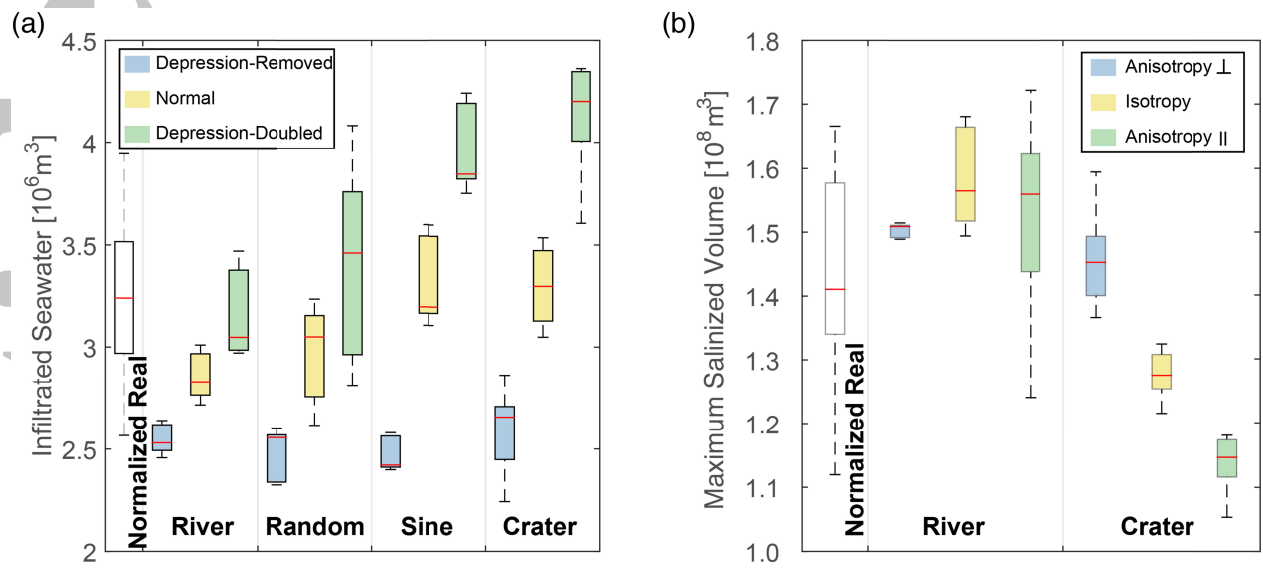 (a)
4.5
4
3.5
3
2.5
2
Infiltrated Seawater [10⁶m³]
Depression-Removed
Normal
Depression-Doubled
Normalized Real
River
Random
Sine
Crater
(b)
1.8
1.7
1.6
1.5
1.4
1.3
1.2
1.1
1.0
Maximum Salinized Volume [10⁸ m³]
Anisotropy ⊥
Isotropy
Anisotropy ||
Normalized Real
River
Crater